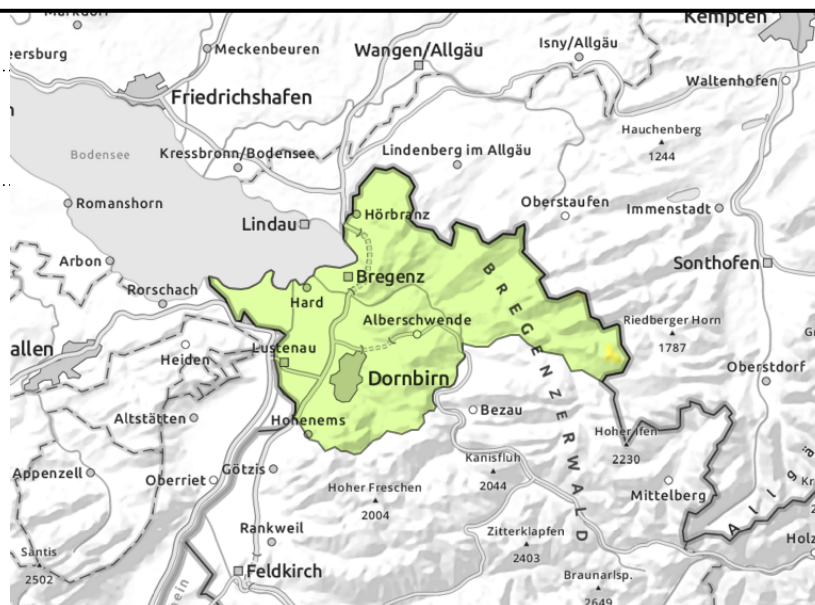 Kempten
Meckenbeuren
Wangen/Allgäu
Isny/Allgäu
Waltenhofen
Friedrichshafen
Hauchenberg
1244
Bodensee
Kressbronn/Bodensee
Lindenberg im Allgäu
Romanshorn
Oberstaufen
Immenstadt
Lindau
Hörbranz
Arbon
Sonthofen
Rorschach
Bregenz
Hard
Alberschwende
Riedberger Horn
1787
Heiden
Lustenau
Oberstdorf
Dornbirn
Altstätten
Bezau
BREGENZERWALD
Hohenems
Hoher Ifen
2230
Appenzell
Götzis
Kanisfluh
2044
Oberriet
Hoher Freschen
2004
Mittelberg
Rankweil
Zitterklapfen
2403
Säntis
2502
Feldkirch
Braunarlsp.
2649